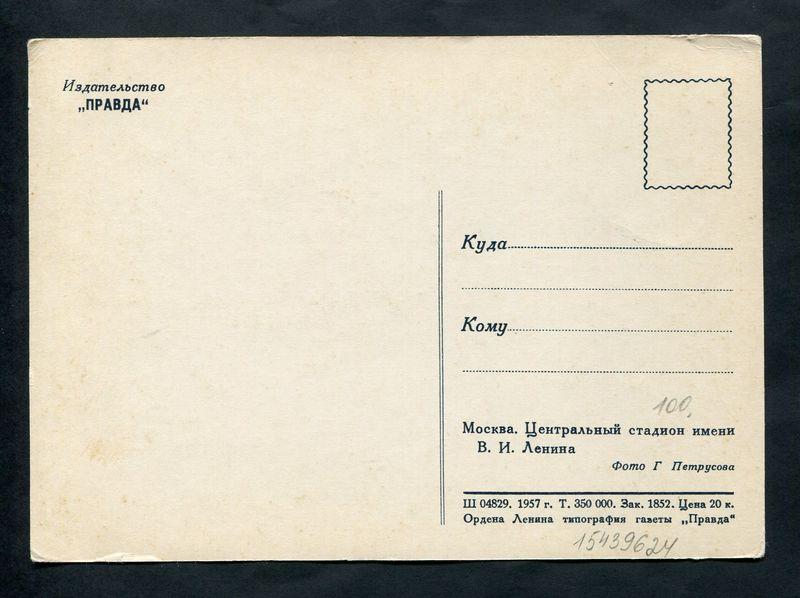 Издательство
„ПРАВДА“
Куда
Кому
100,
Москва. Центральный стадион имени
В. И. Ленина
Фото Г Петрусова
Ш 04829. 1957 г. Т. 350 000. Зак. 1852. Цена 20 к.
Ордена Ленина типография газеты „Правда“
15439624